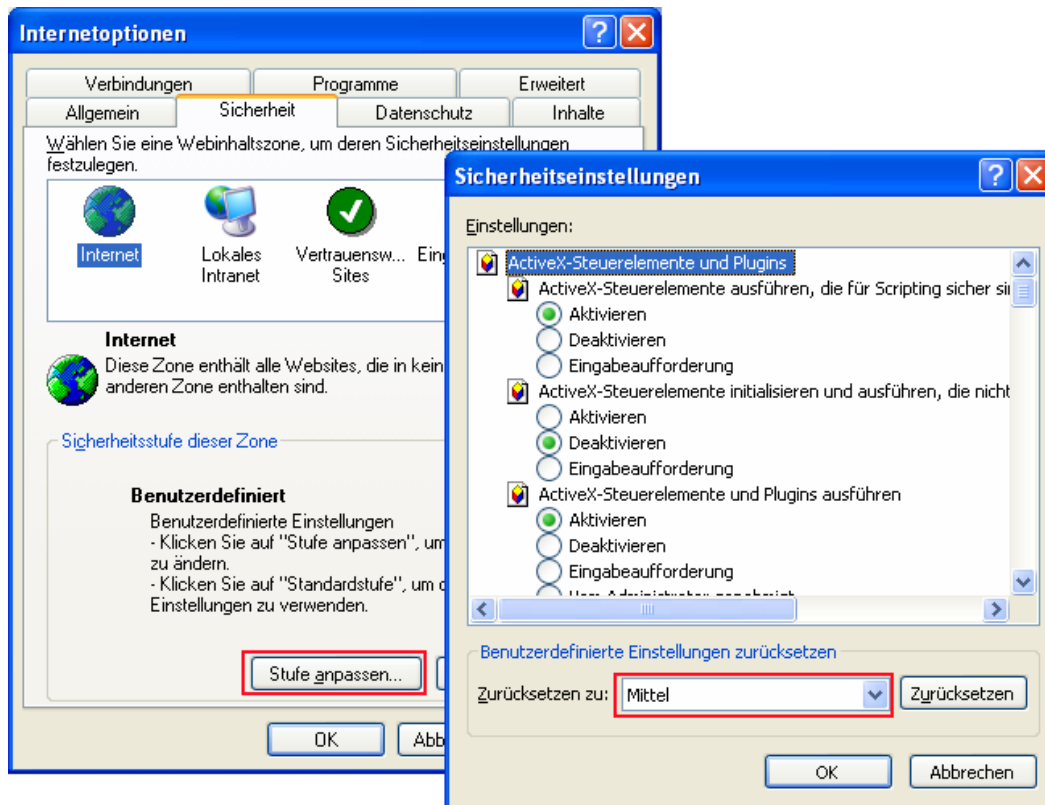 Internetoptionen
Verbindungen
Programme
Erweitert
Allgemein
Sicherheit
Datenschutz
Inhalte
Wählen Sie eine Webinhaltszone, um deren Sicherheitseinstellungen
festzulegen.
Internet
Lokales
Intranet
Vertrauensw...
Sites
Internet
Diese Zone enthält alle Websites, die in
anderen Zone enthalten sind.
Sicherheitsstufe dieser Zone
Benutzerdefiniert
Benutzerdefinierte Einstellungen
- Klicken Sie auf "Stufe anpassen", um
zu ändern.
- Klicken Sie auf "Standardstufe", um
Einstellungen zu verwenden.
Stufe anpassen...
OK
Sicherheitseinstellungen
Einstellungen:
ActiveX-Steuerelemente und Plugins
ActiveX-Steuerelemente ausführen, die für Scripting sicher
Aktivieren
Deaktivieren
Eingabeaufforderung
ActiveX-Steuerelemente initialisieren und ausführen, die nicht
Aktivieren
Deaktivieren
Eingabeaufforderung
ActiveX-Steuerelemente und Plugins ausführen
Aktivieren
Deaktivieren
Eingabeaufforderung
Benutzerdefinierte Einstellungen zurücksetzen
Zurücksetzen zu:
Mittel
Zurücksetzen
OK
Abbrechen